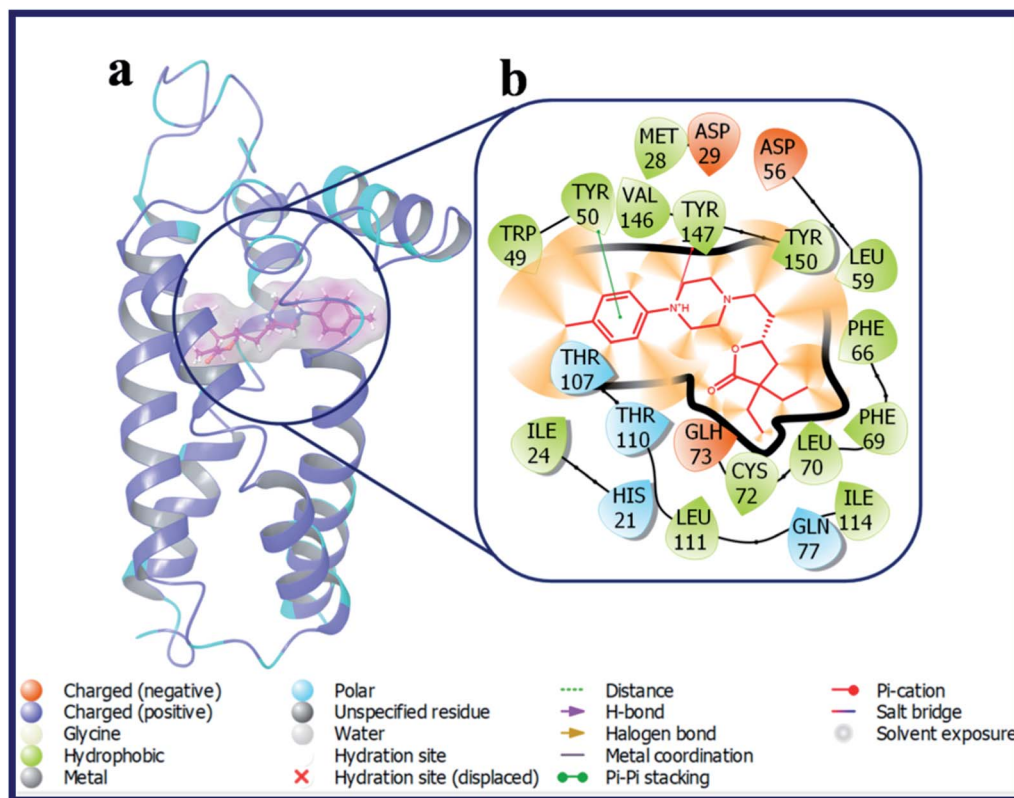 a
b
MET
28
ASP
29
ASP
56
TYR
50
VAL
146
TYR
147
TRP
49
TYR
150
LEU
59
N+H
N
PHE
66
O
O
THR
107
THR
110
GLH
73
LEU
70
PHE
69
ILE
24
CYS
72
HIS
21
LEU
111
GLN
77
ILE
114
Charged (negative)
Charged (positive)
Glycine
Hydrophobic
Metal
Polar
Unspecified residue
Water
Hydration site
Hydration site (displaced)
Distance
H-bond
Halogen bond
Metal coordination
Pi-Pi stacking
Pi-cation
Salt bridge
Solvent exposure